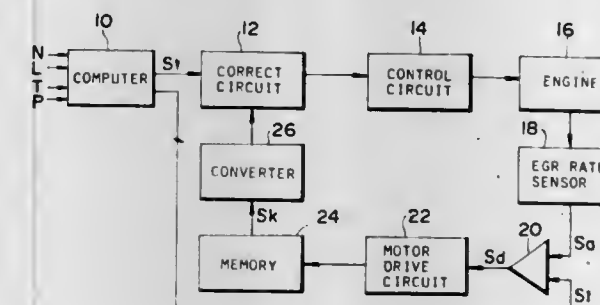 10
12
14
16
N
L
T
P
COMPUTER
St
CORRECT
CIRCUIT
CONTROL
CIRCUIT
ENGINE
26
18
CONVERTER
EGR RATE
SENSOR
Sk
24
22
20
Sa
MEMORY
MOTOR
DRIVE
CIRCUIT
Sd
St